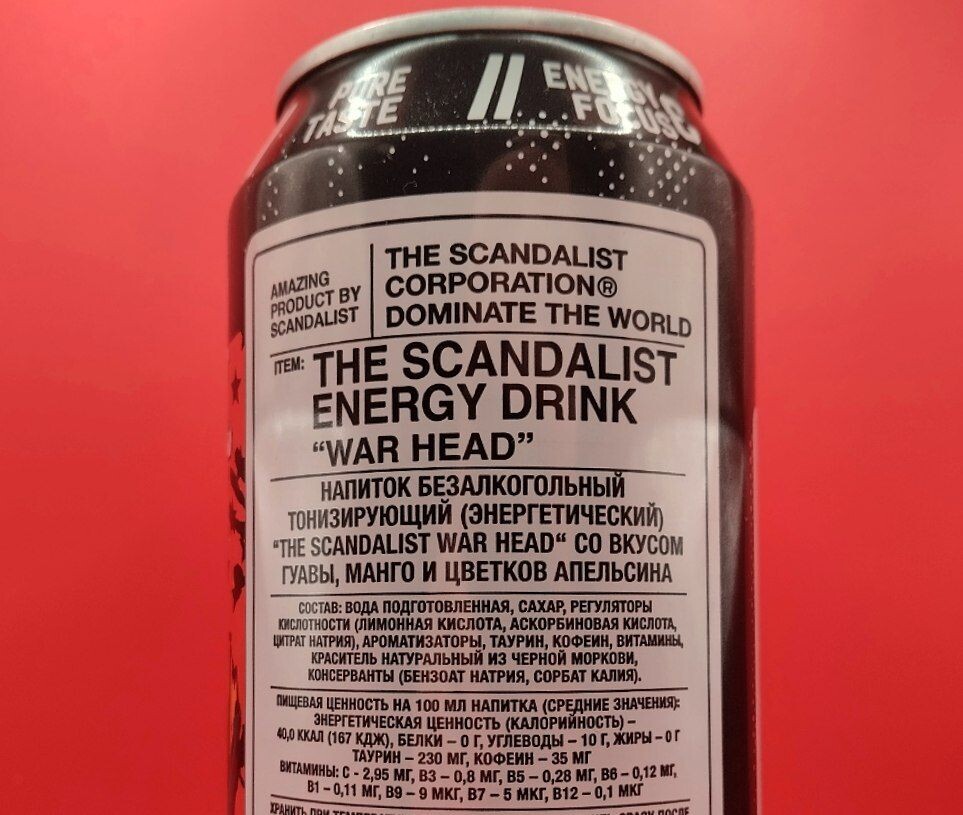 PURE
TASTE
//
ENERGY &
FOCUS
AMAZING
PRODUCT BY
SCANDALIST
THE SCANDALIST
CORPORATION®
DOMINATE THE WORLD
ITEM: THE SCANDALIST
ENERGY DRINK
“WAR HEAD”
НАПИТОК БЕЗАЛКОГОЛЬНЫЙ
ТОНИЗИРУЮЩИЙ (ЭНЕРГЕТИЧЕСКИЙ)
“THE SCANDALIST WAR HEAD“ СО ВКУСОМ
ГУАВЫ, МАНГО И ЦВЕТКОВ АПЕЛЬСИНА
СОСТАВ: ВОДА ПОДГОТОВЛЕННАЯ, САХАР, РЕГУЛЯТОРЫ
КИСЛОТНОСТИ (ЛИМОННАЯ КИСЛОТА, АСКОРБИНОВАЯ КИСЛОТА,
ЦИТРАТ НАТРИЯ), АРОМАТИЗАТОРЫ, ТАУРИН, КОФЕИН, ВИТАМИНЫ,
КРАСИТЕЛЬ НАТУРАЛЬНЫЙ ИЗ ЧЕРНОЙ МОРКОВИ,
КОНСЕРВАНТЫ (БЕНЗОАТ НАТРИЯ, СОРБАТ КАЛИЯ).
ПИЩЕВАЯ ЦЕННОСТЬ НА 100 МЛ НАПИТКА (СРЕДНИЕ ЗНАЧЕНИЯ):
ЭНЕРГЕТИЧЕСКАЯ ЦЕННОСТЬ (КАЛОРИЙНОСТЬ) –
40,0 ККАЛ (167 КДЖ), БЕЛКИ – 0 Г, УГЛЕВОДЫ – 10 Г, ЖИРЫ – 0 Г
ТАУРИН – 230 МГ, КОФЕИН – 35 МГ
ВИТАМИНЫ: С - 2,95 МГ, В3 – 0,8 МГ, В5 – 0,28 МГ, В6 – 0,12 МГ,
В1 – 0,11 МГ, В9 – 9 МКГ, В7 – 5 МКГ, В12 – 0,1 МКГ
ХРАНИТЬ ПРИ